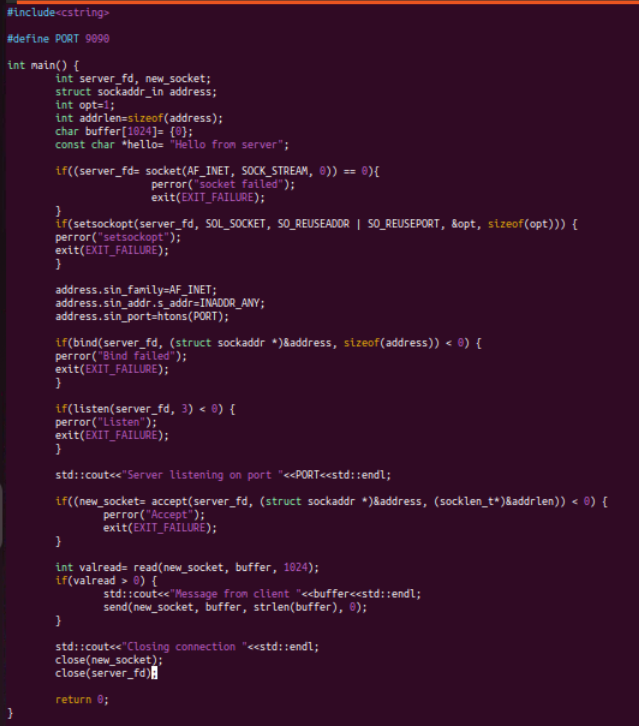 #include<cstring>
#define PORT 9090
int main() {
int server_fd, new_socket;
struct sockaddr_in address;
int opt=1;
int addrlen=sizeof(address);
char buffer[1024]= {0};
const char *hello= "Hello from server";
if((server_fd= socket(AF_INET, SOCK_STREAM, 0)) == 0){
perror("socket failed");
exit(EXIT_FAILURE);
}
if(setsockopt(server_fd, SOL_SOCKET, SO_REUSEADDR | SO_REUSEPORT, &opt, sizeof(opt))) {
perror("setsockopt");
exit(EXIT_FAILURE);
}
address.sin_family=AF_INET;
address.sin_addr.s_addr=INADDR_ANY;
address.sin_port=htons(PORT);
if(bind(server_fd, (struct sockaddr *)&address, sizeof(address)) < 0) {
perror("Bind failed");
exit(EXIT_FAILURE);
}
if(listen(server_fd, 3) < 0) {
perror("Listen");
exit(EXIT_FAILURE);
}
std::cout<<"Server listening on port "<<PORT<<std::endl;
if((new_socket= accept(server_fd, (struct sockaddr *)&address, (socklen_t*)&addrlen)) < 0) {
perror("Accept");
exit(EXIT_FAILURE);
}
int valread= read(new_socket, buffer, 1024);
if(valread > 0) {
std::cout<<"Message from client "<<buffer<<std::endl;
send(new_socket, buffer, strlen(buffer), 0);
}
std::cout<<"Closing connection "<<std::endl;
close(new_socket);
close(server_fd);
return 0;
}